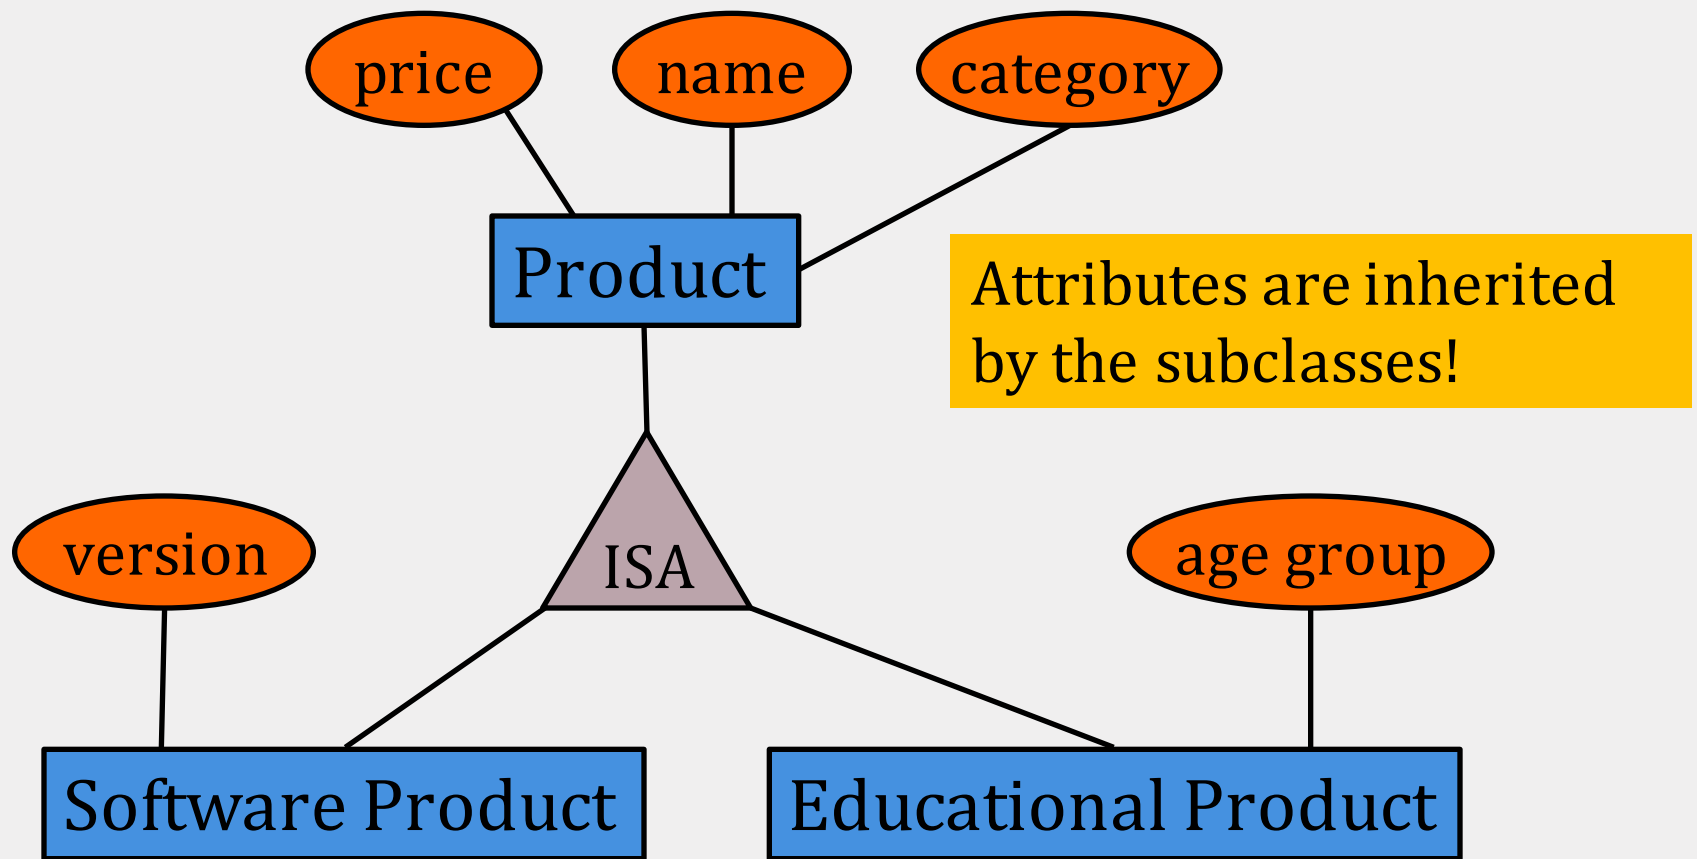 price
name
category
Product
Attributes are inherited
by the subclasses!
version
ISA
age group
Software Product
Educational Product